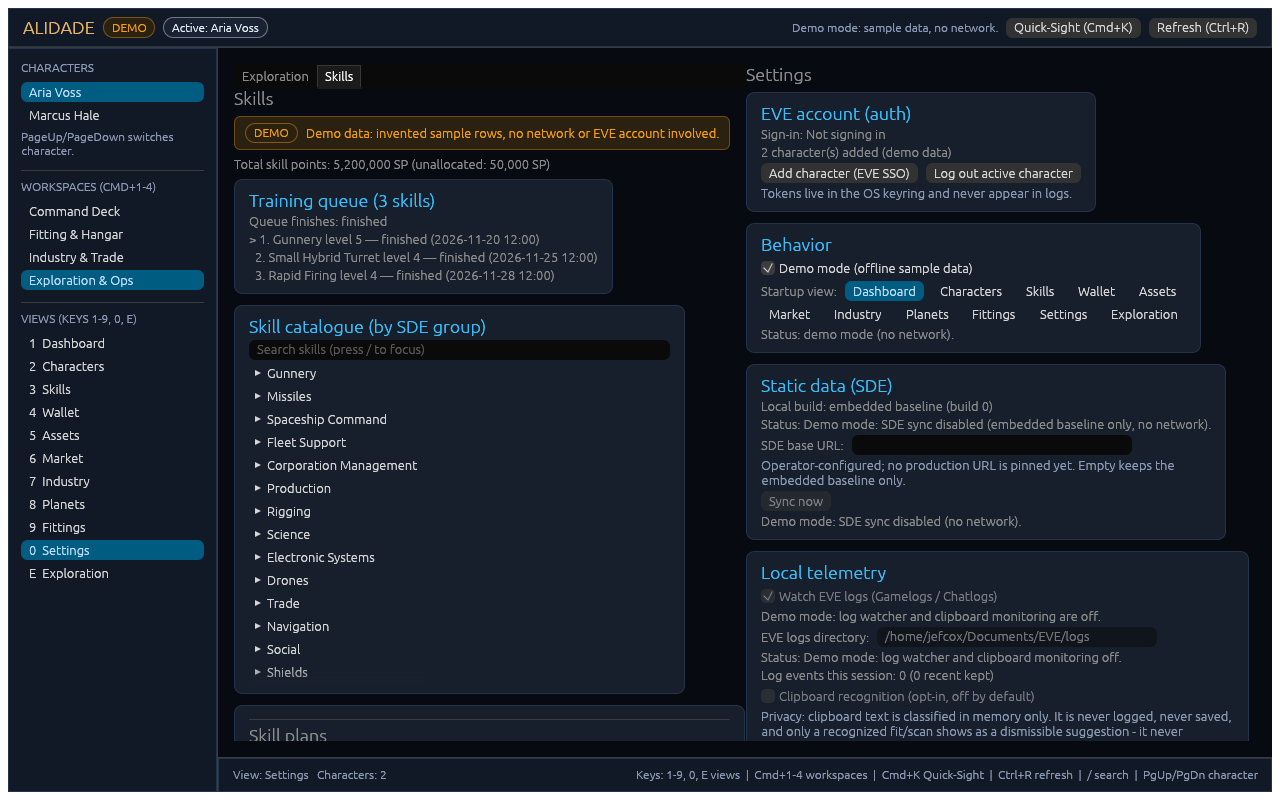 ALIDADE DEMO Active: Aria Voss
Demo mode: sample data, no network. Quick-Sight (Cmd+K) Refresh (Ctrl+R)
CHARACTERS
Aria Voss
Marcus Hale
PageUp/PageDown switches
character.
WORKSPACES (CMD+1-4)
Command Deck
Fitting & Hangar
Industry & Trade
Exploration & Ops
VIEWS (KEYS 1-9, 0, E)
1 Dashboard
2 Characters
3 Skills
4 Wallet
5 Assets
6 Market
7 Industry
8 Planets
9 Fittings
0 Settings
E Exploration
Exploration Skills
Skills
DEMO Demo data: invented sample rows, no network or EVE account involved.
Total skill points: 5,200,000 SP (unallocated: 50,000 SP)
Training queue (3 skills)
Queue finishes: finished
> 1. Gunnery level 5 — finished (2026-11-20 12:00)
2. Small Hybrid Turret level 4 — finished (2026-11-25 12:00)
3. Rapid Firing level 4 — finished (2026-11-28 12:00)
Skill catalogue (by SDE group)
Search skills (press / to focus)
▸ Gunnery
▸ Missiles
▸ Spaceship Command
▸ Fleet Support
▸ Corporation Management
▸ Production
▸ Rigging
▸ Science
▸ Electronic Systems
▸ Drones
▸ Trade
▸ Navigation
▸ Social
▸ Shields
Skill plans
Settings
EVE account (auth)
Sign-in: Not signing in
2 character(s) added (demo data)
Add character (EVE SSO) Log out active character
Tokens live in the OS keyring and never appear in logs.
Behavior
Demo mode (offline sample data)
Startup view: Dashboard Characters Skills Wallet Assets
Market Industry Planets Fittings Settings Exploration
Status: demo mode (no network).
Static data (SDE)
Local build: embedded baseline (build 0)
Status: Demo mode: SDE sync disabled (embedded baseline only, no network).
SDE base URL:
Operator-configured; no production URL is pinned yet. Empty keeps the
embedded baseline only.
Sync now
Demo mode: SDE sync disabled (no network).
Local telemetry
Watch EVE logs (Gamelogs / Chatlogs)
Demo mode: log watcher and clipboard monitoring are off.
EVE logs directory: /home/jefcox/Documents/EVE/logs
Status: Demo mode: log watcher and clipboard monitoring off.
Log events this session: 0 (0 recent kept)
Clipboard recognition (opt-in, off by default)
Privacy: clipboard text is classified in memory only. It is never logged, never saved,
and only a recognized fit/scan shows as a dismissible suggestion - it never
View: Settings Characters: 2
Keys: 1-9, 0, E views | Cmd+1-4 workspaces | Cmd+K Quick-Sight | Ctrl+R refresh | / search | PgUp/PgDn character